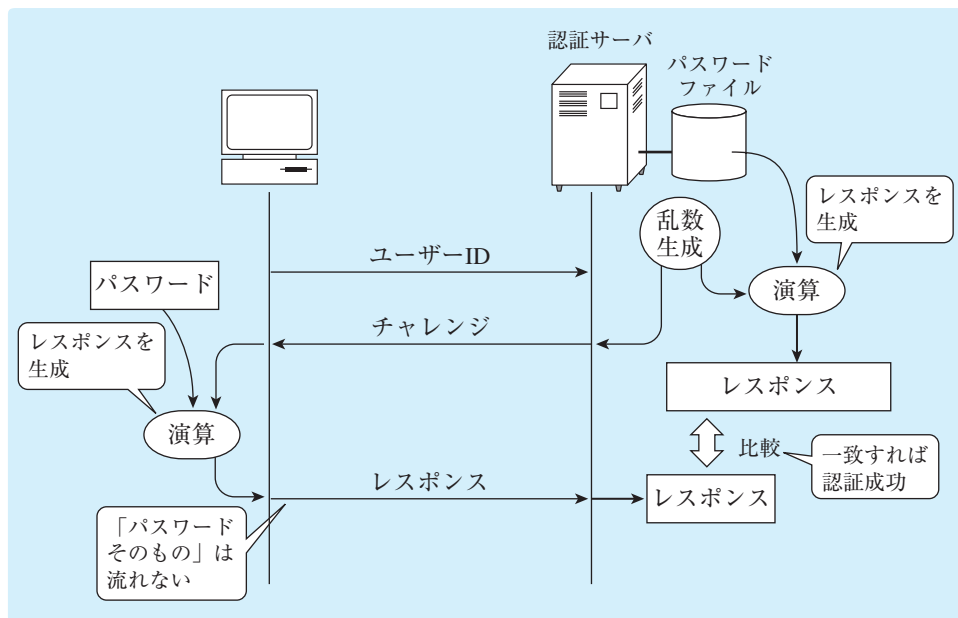 認証サーバ
パスワード
ファイル
レスポンスを
生成
乱数
生成
ユーザーID
パスワード
演算
チャレンジ
レスポンスを
生成
レスポンス
演算
比較
一致すれば
認証成功
レスポンス
レスポンス
「パスワード
そのもの」は
流れない